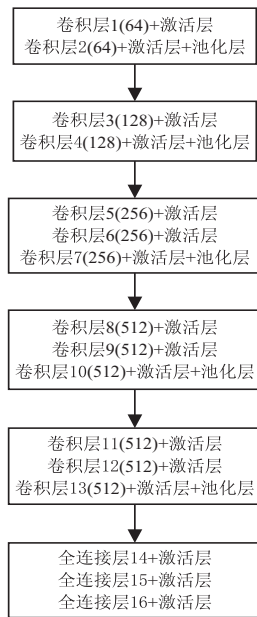 卷积层1(64)+激活层
卷积层2(64)+激活层+池化层
卷积层3(128)+激活层
卷积层4(128)+激活层+池化层
卷积层5(256)+激活层
卷积层6(256)+激活层
卷积层7(256)+激活层+池化层
卷积层8(512)+激活层
卷积层9(512)+激活层
卷积层10(512)+激活层+池化层
卷积层11(512)+激活层
卷积层12(512)+激活层
卷积层13(512)+激活层+池化层
全连接层14+激活层
全连接层15+激活层
全连接层16+激活层